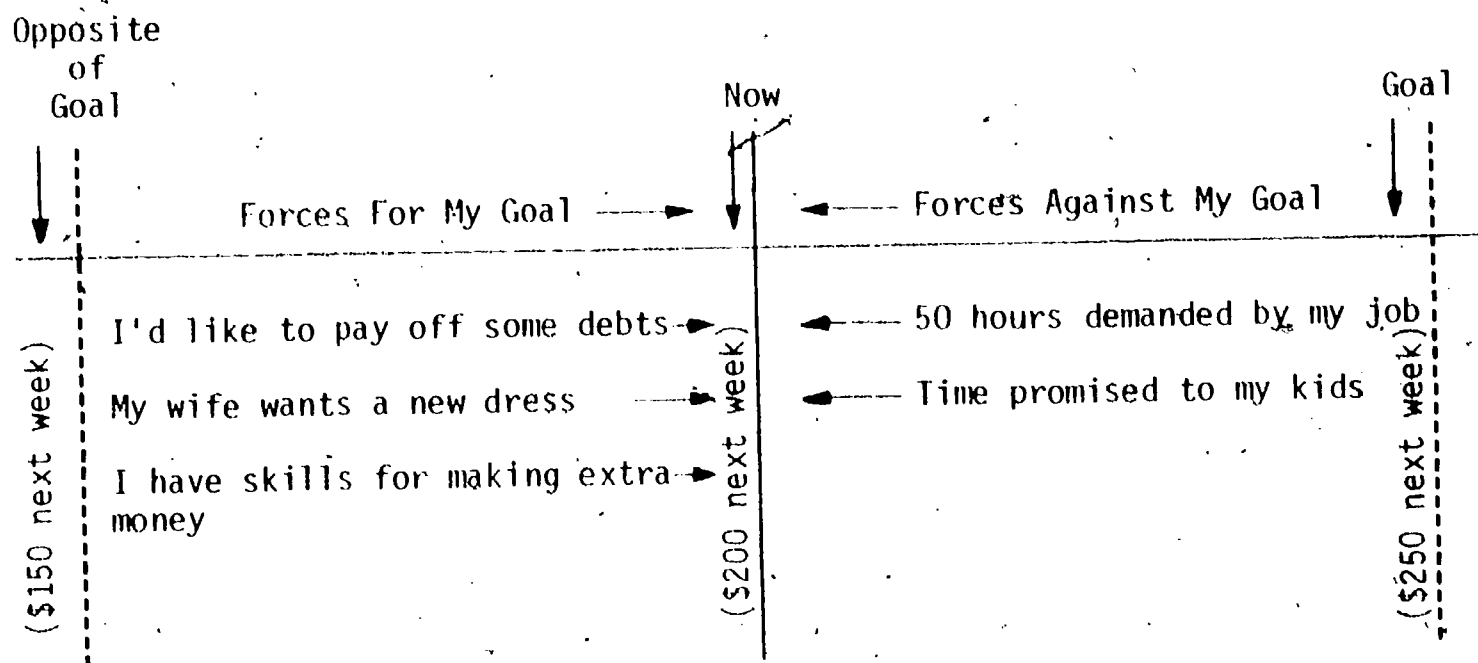 Opposite
of
Goal
Now
Goal
Forces For My Goal
Forces Against My Goal
I'd like to pay off some debts
50 hours demanded by my job
My wife wants a new dress
Time promised to my kids
I have skills for making extra
money
($150 next week)
($200 next week)
($250 next week)